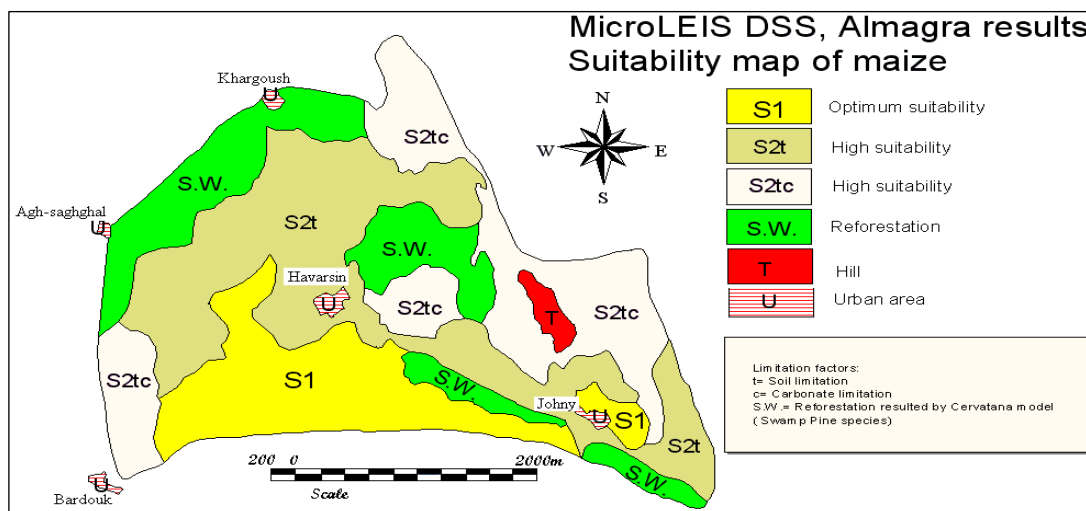 MicroLEIS DSS, Almagra results
Suitability map of maize
Khargoush
U
S2tc
N
W E
S
S.W.
Agh-saghghal
U
S2t
S.W.
Havarsin
U
S2tc
T
S2tc
S2tc
S1
S.W.
Johny
U
S1
S2t
S.W.
Bardouk
U
200 0 2000m
Scale
S1 Optimum suitability
S2t High suitability
S2tc High suitability
S.W. Reforestation
T Hill
U Urban area
Limitation factors:
t= Soil limitation
c= Carbonate limitation
S.W.= Reforestation resulted by Cervatana model
( Swamp Pine species)